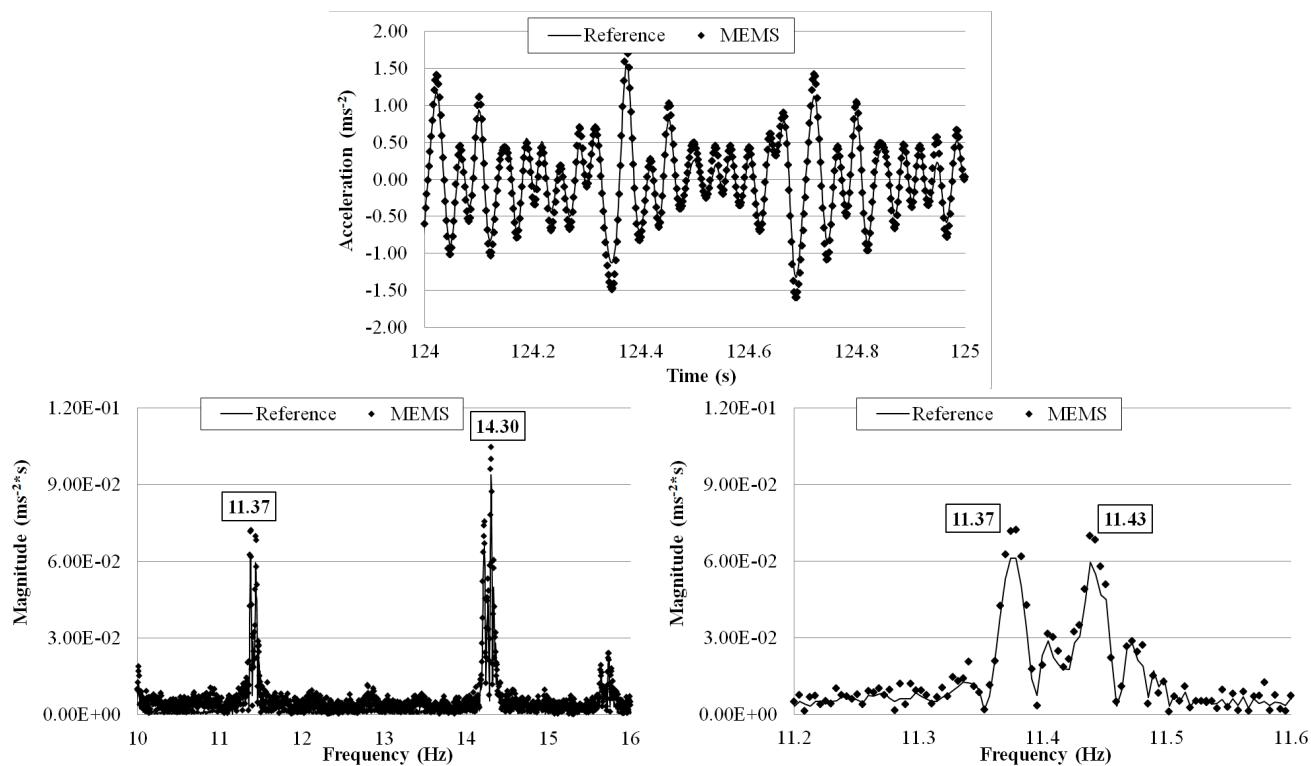 Reference MEMS
Acceleration (ms⁻²)
2.00
1.50
1.00
0.50
0.00
-0.50
-1.00
-1.50
-2.00
124 124.2 124.4 124.6 124.8 125
Time (s)
Reference MEMS
Magnitude (ms⁻²*s)
1.20E-01
9.00E-02
6.00E-02
3.00E-02
0.00E+00
11.37
14.30
10 11 12 13 14 15 16
Frequency (Hz)
Reference MEMS
Magnitude (ms⁻²*s)
1.20E-01
9.00E-02
6.00E-02
3.00E-02
0.00E+00
11.37
11.43
11.2 11.3 11.4 11.5 11.6
Frequency (Hz)